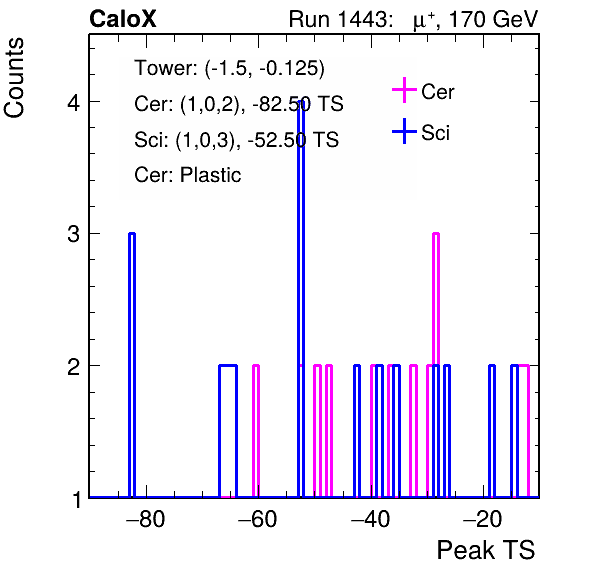 CaloX Run 1443: μ⁺, 170 GeV
Counts
Tower: (-1.5, -0.125)
Cer: (1,0,2), -82.50 TS
Sci: (1,0,3), -52.50 TS
Cer: Plastic
Cer
Sci
4
3
2
1
−80 −60 −40 −20
Peak TS